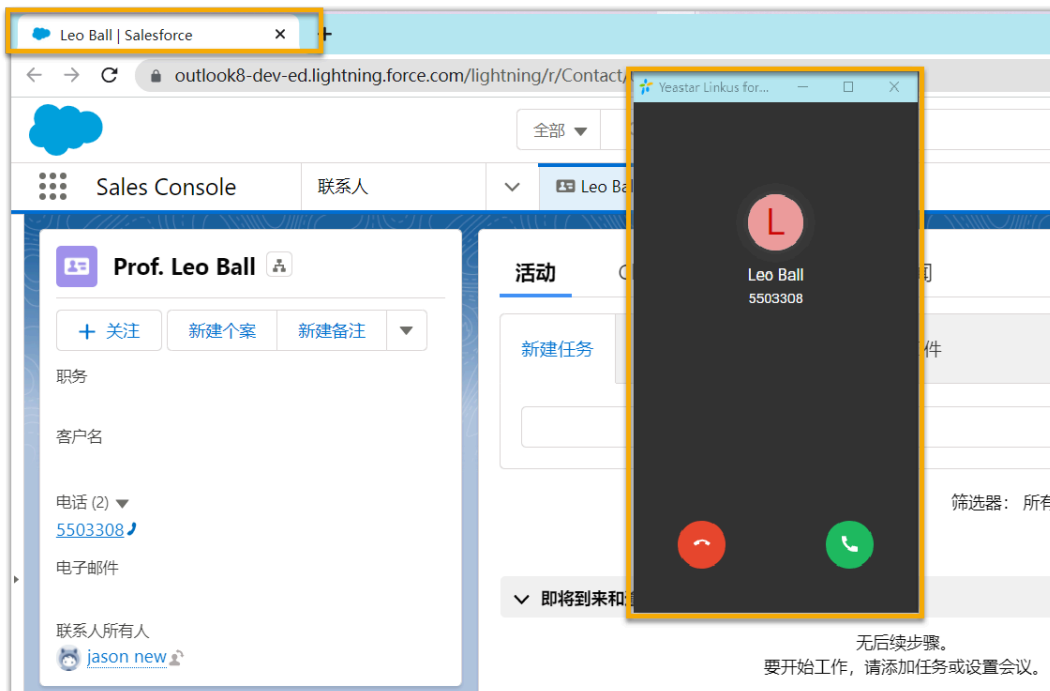 Leo Ball | Salesforce
outlook8-dev-ed.lightning.force.com/lightning/r/Contact/
Yeastar Linkus for...
全部
Sales Console
联系人
Leo Bal
Prof. Leo Ball
关注
新建个案
新建备注
职务
客户名
电话 (2)
5503308
电子邮件
联系人所有人
jason new
活动
新建任务
件
筛选器： 所有
即将到来和
无后续步骤。
要开始工作，请添加任务或设置会议。
L
Leo Ball
5503308